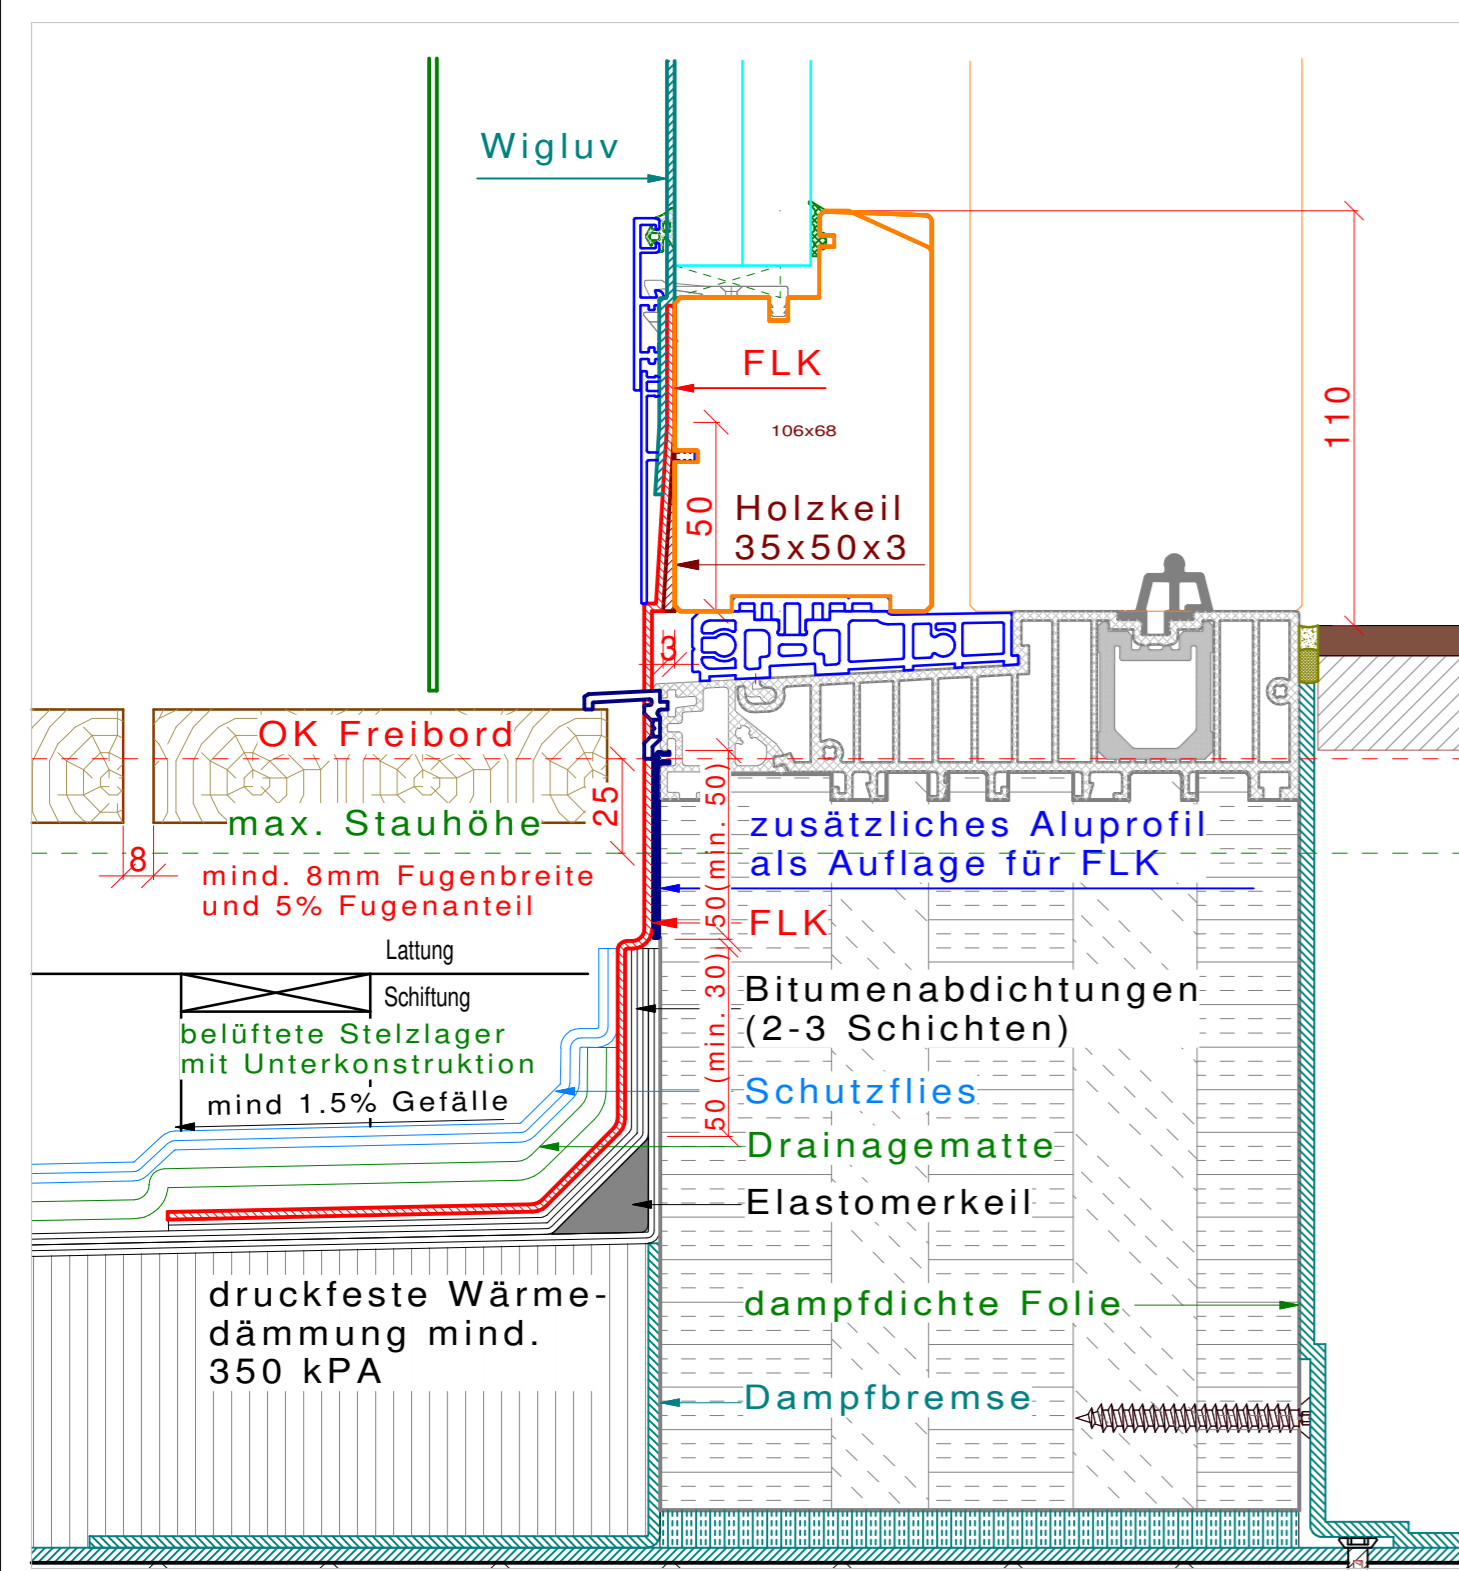 Wigluv
FLK
106x68
110
50
Holzkeil
35x50x3
3
OK Freibord
25
max. Stauhöhe
8
mind. 8mm Fugenbreite
und 5% Fugenanteil
50(min. 50)
zusätzliches Aluprofil
als Auflage für FLK
FLK
Lattung
Schiftung
belüftete Stelzlager
mit Unterkonstruktion
mind 1.5% Gefälle
50 (min. 30)
Bitumenabdichtungen
(2-3 Schichten)
Schutzflies
Drainagematte
Elastomerkeil
druckfeste Wärme-
dämmung mind.
350 kPA
dampfdichte Folie
Dampfbremse